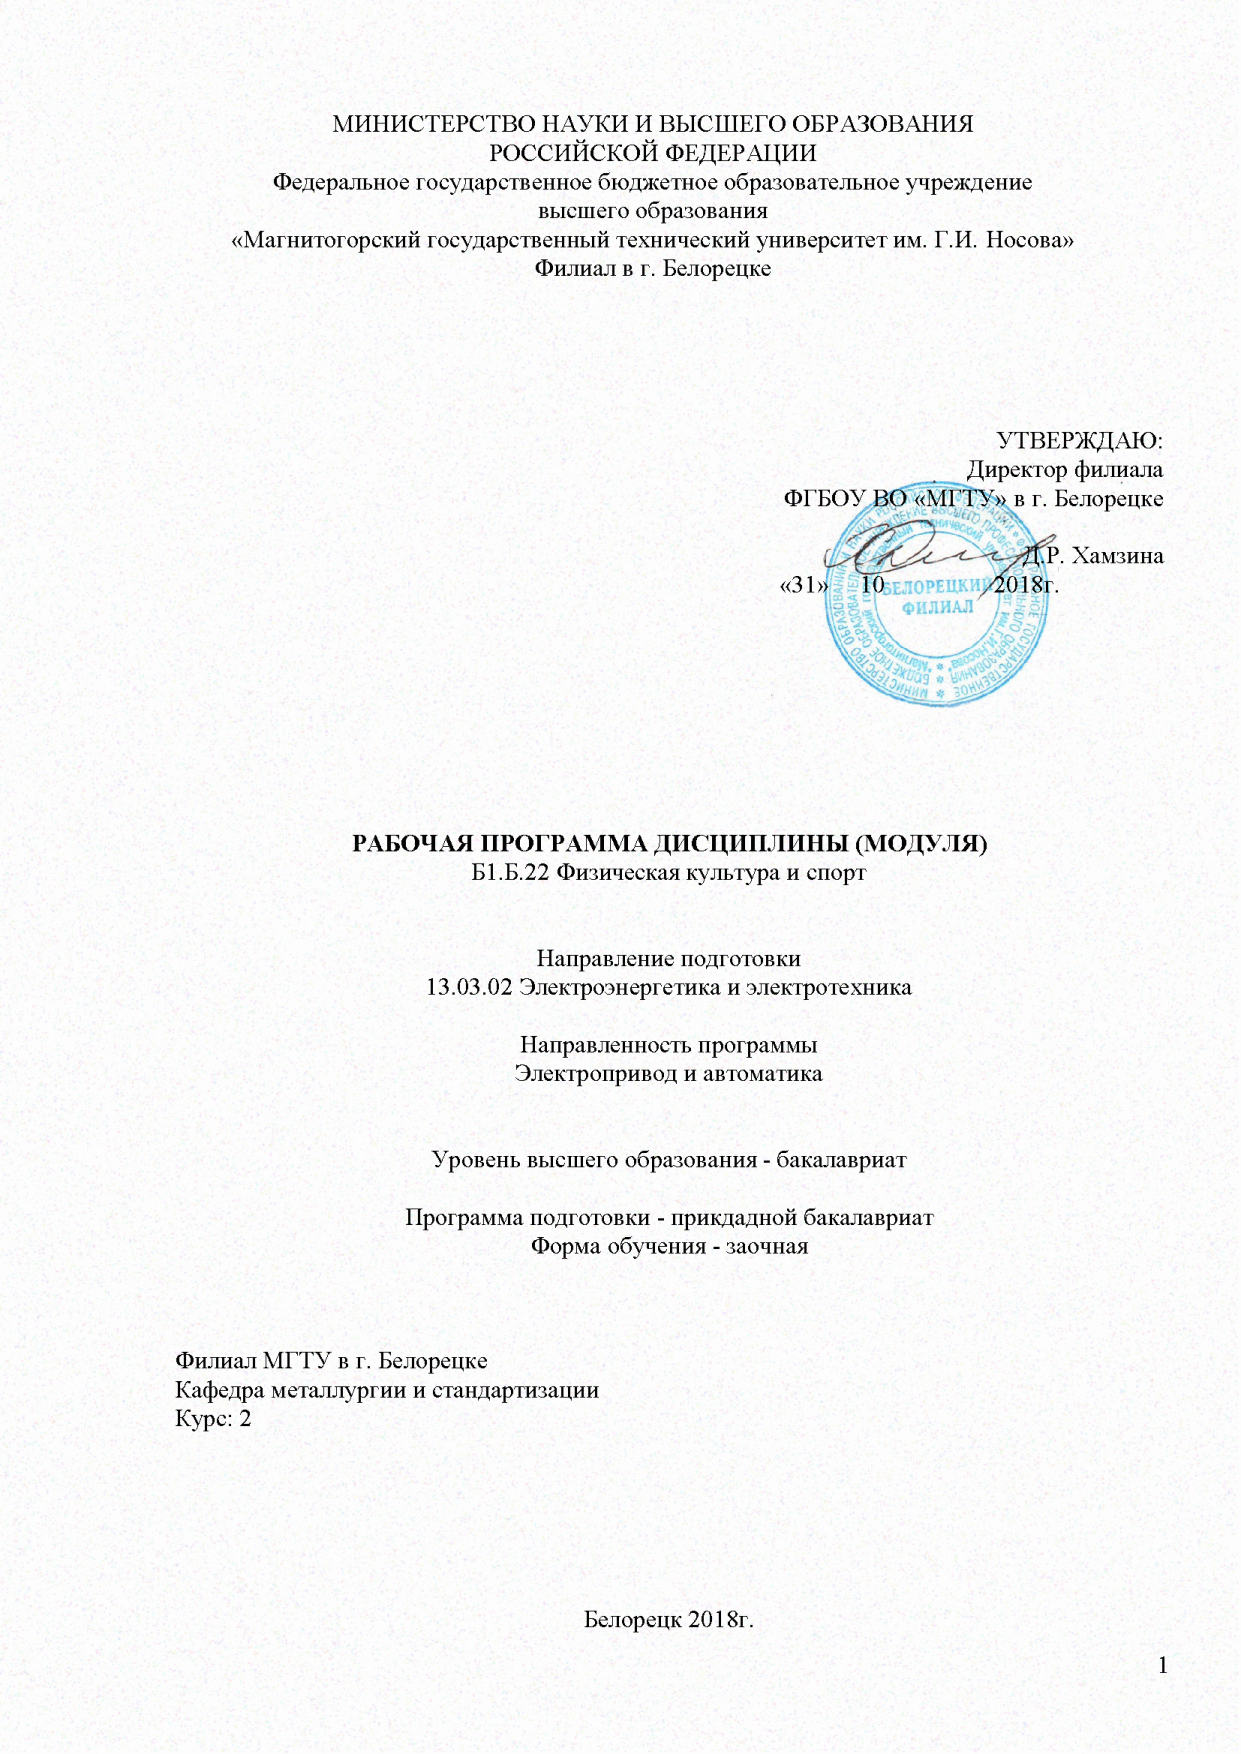 МИНИСТЕРСТВО НАУКИ И ВЫСШЕГО ОБРАЗОВАНИЯ
РОССИЙСКОЙ ФЕДЕРАЦИИ
Федеральное государственное бюджетное образовательное учреждение
высшего образования
«Магнитогорский государственный технический университет им. Г.И. Носова»
Филиал в г. Белорецке
УТВЕРЖДАЮ:
Директор филиала
ФГБОУ ВО «МГТУ» в г. Белорецке
Д.Р. Хамзина
«31» 10 2018г.
БЕЛОРЕЦКИЙ
ФИЛИАЛ
РАБОЧАЯ ПРОГРАММА ДИСЦИПЛИНЫ (МОДУЛЯ)
Б1.Б.22 Физическая культура и спорт
Направление подготовки
13.03.02 Электроэнергетика и электротехника
Направленность программы
Электропривод и автоматика
Уровень высшего образования - бакалавриат
Программа подготовки - прикдадной бакалавриат
Форма обучения - заочная
Филиал МГТУ в г. Белорецке
Кафедра металлургии и стандартизации
Курс: 2
Белорецк 2018г.
1